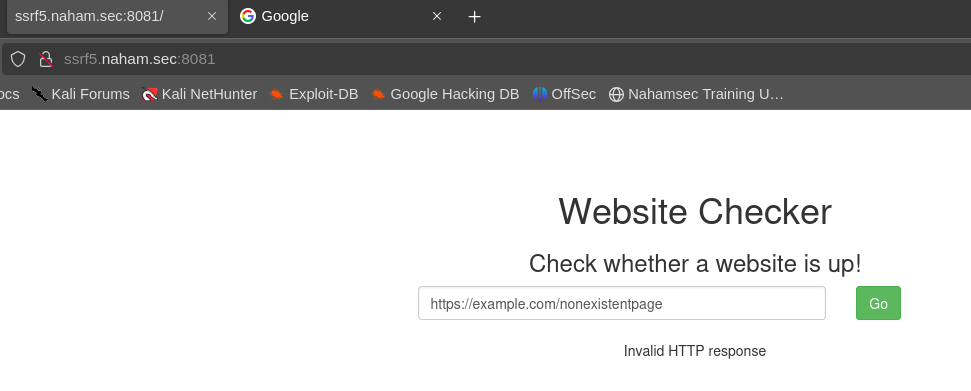 ssrf5.naham.sec:8081/ Google
ssrf5.naham.sec:8081
ocs Kali Forums Kali NetHunter Exploit-DB Google Hacking DB OffSec Nahamsec Training U…
Website Checker
Check whether a website is up!
https://example.com/nonexistentpage Go
Invalid HTTP response